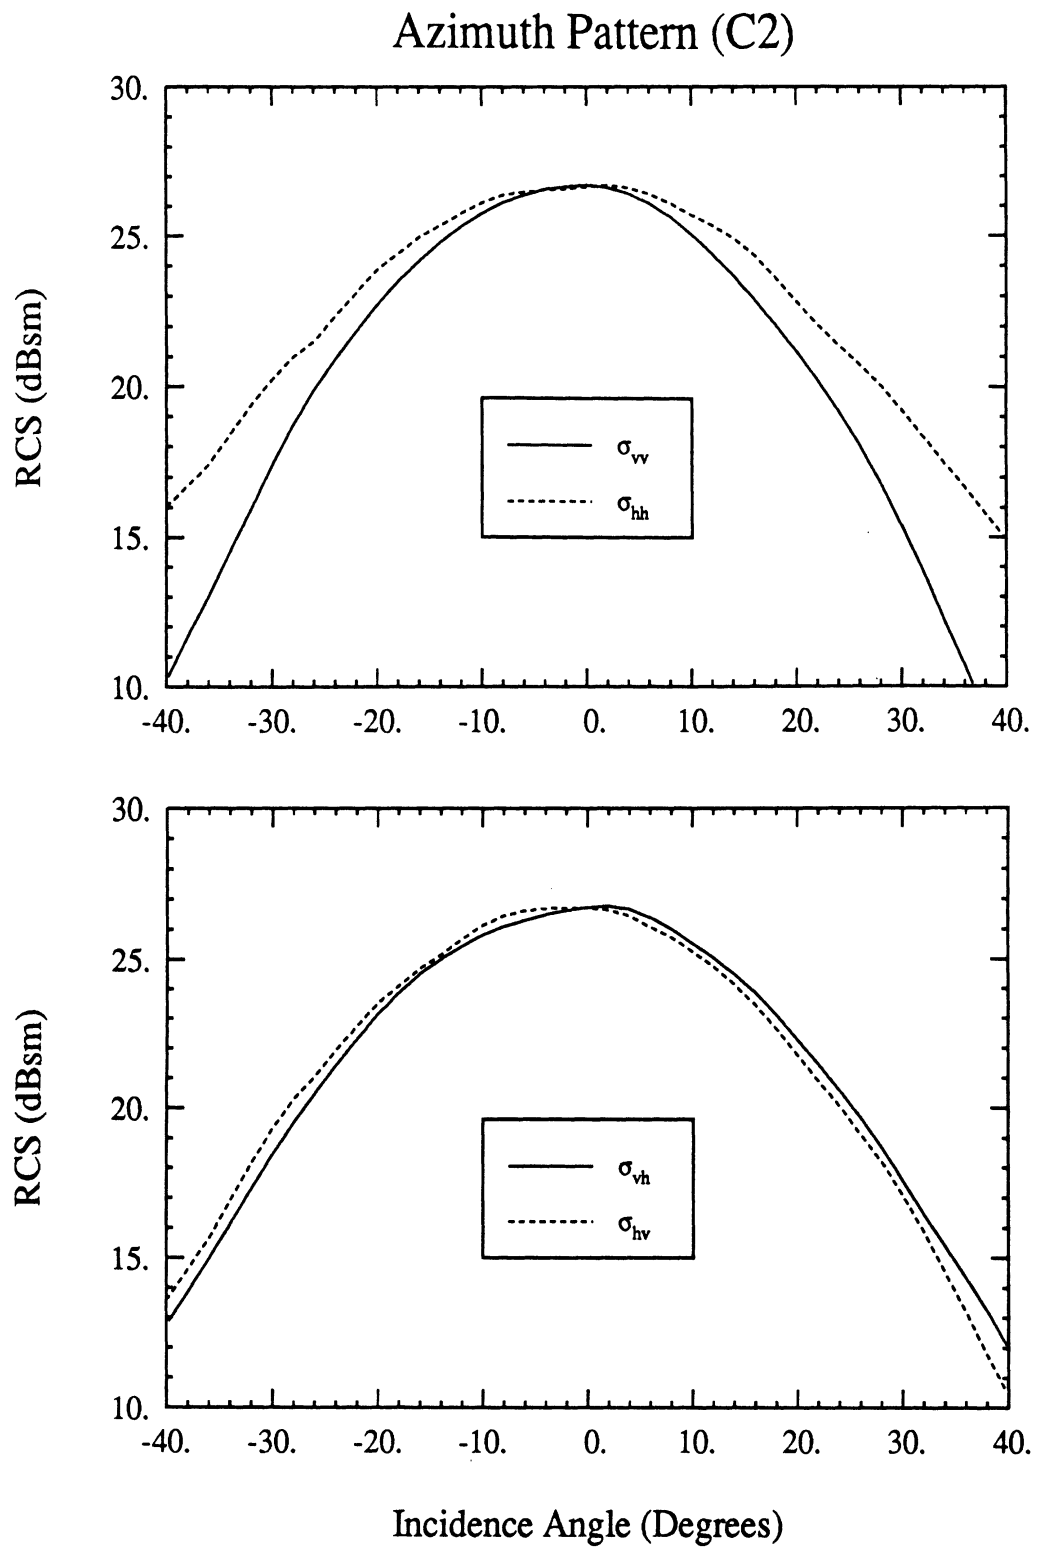 Azimuth Pattern (C2)
30.
25.
20.
15.
10.
RCS (dBsm)
σvv
σhh
-40. -30. -20. -10. 0. 10. 20. 30. 40.
30.
25.
20.
15.
10.
RCS (dBsm)
σvh
σhv
-40. -30. -20. -10. 0. 10. 20. 30. 40.
Incidence Angle (Degrees)